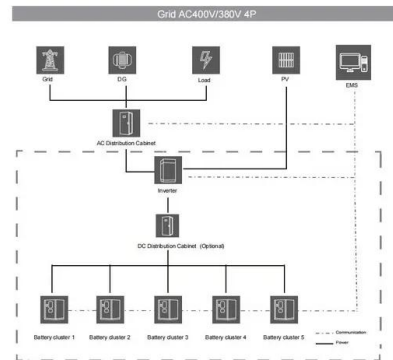 Grid AC400V/380V 4P
Grid
DG
Load
PV
EMS
AC Distribution Cabinet
Inverter
DC Distribution Cabinet (Optional)
Battery cluster 1
Battery cluster 2
Battery cluster 3
Battery cluster 4
Battery cluster 5
Communication
Power